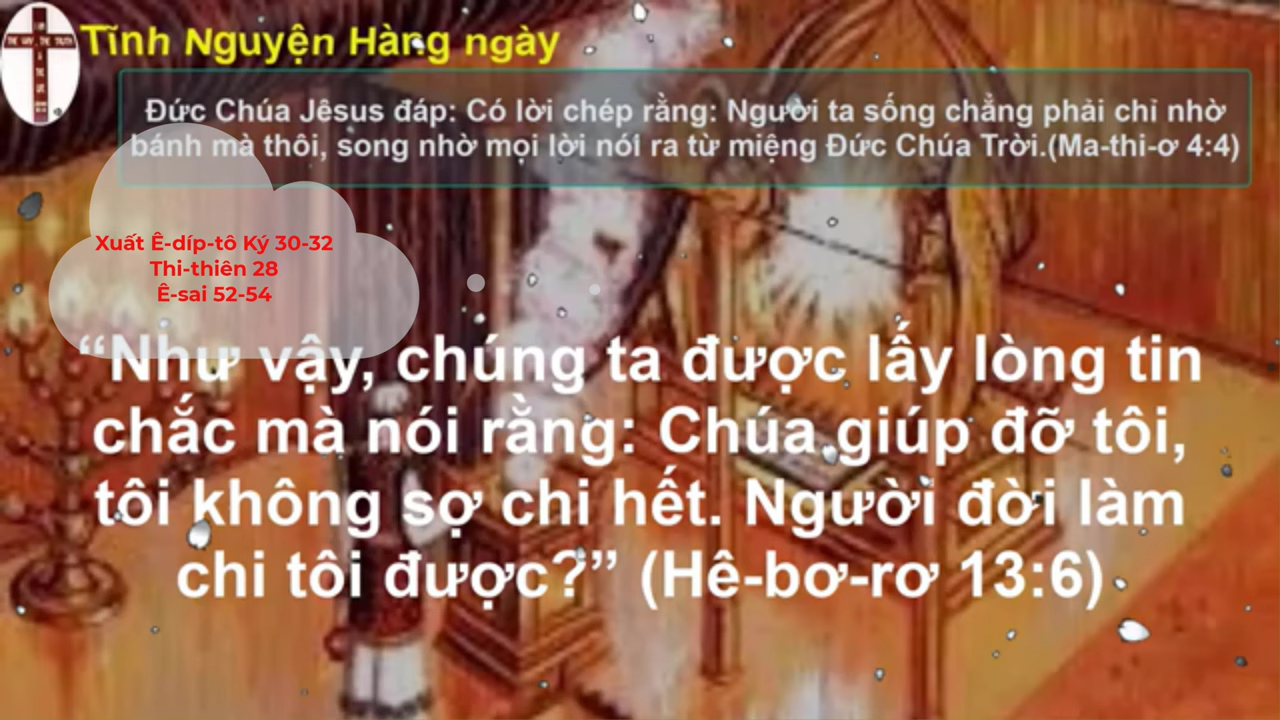 THE WAY, THE TRUTH
Tĩnh Nguyện Hàng ngày
Đức Chúa Jêsus đáp: Có lời chép rằng: Người ta sống chẳng phải chỉ nhờ
bánh mà thôi, song nhờ mọi lời nói ra từ miệng Đức Chúa Trời.(Ma-thi-ơ 4:4)
Xuất Ê-díp-tô Ký 30-32
Thi-thiên 28
Ê-sai 52-54
“Như vậy, chúng ta được lấy lòng tin
chắc mà nói rằng: Chúa giúp đỡ tôi,
tôi không sợ chi hết. Người đời làm
chi tôi được?” (Hê-bơ-rơ 13:6)